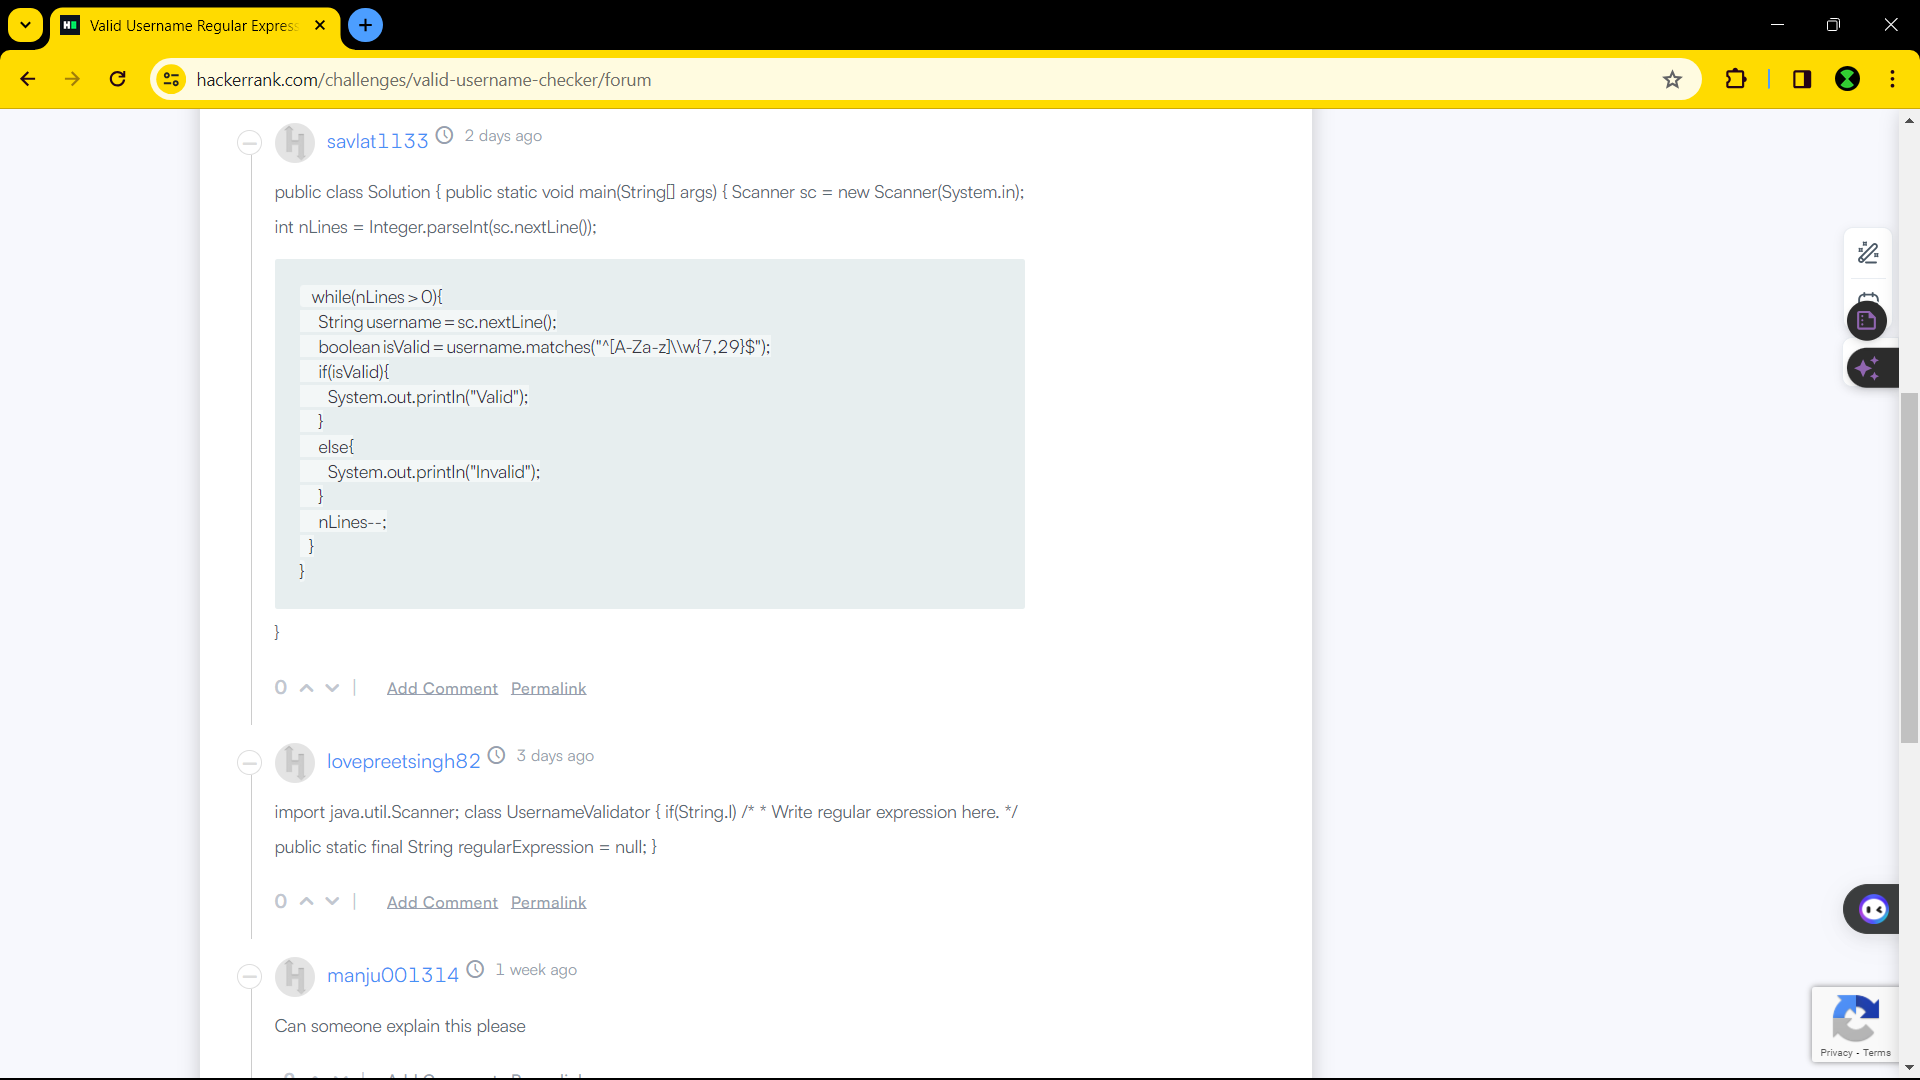 Valid Username Regular Express
hackerrank.com/challenges/valid-username-checker/forum
savlat1133 2 days ago
public class Solution { public static void main(String[] args) { Scanner sc = new Scanner(System.in);
int nLines = Integer.parseInt(sc.nextLine());
while(nLines > 0){
String username = sc.nextLine();
boolean isValid = username.matches("^[A-Za-z]\\w{7,29}$");
if(isValid){
System.out.println("Valid");
}
else{
System.out.println("Invalid");
}
nLines--;
}
}
}
0 | Add Comment Permalink
lovepreetsingh82 3 days ago
import java.util.Scanner; class UsernameValidator { if(String.l) /* * Write regular expression here. */
public static final String regularExpression = null; }
0 | Add Comment Permalink
manju001314 1 week ago
Can someone explain this please
Privacy - Terms